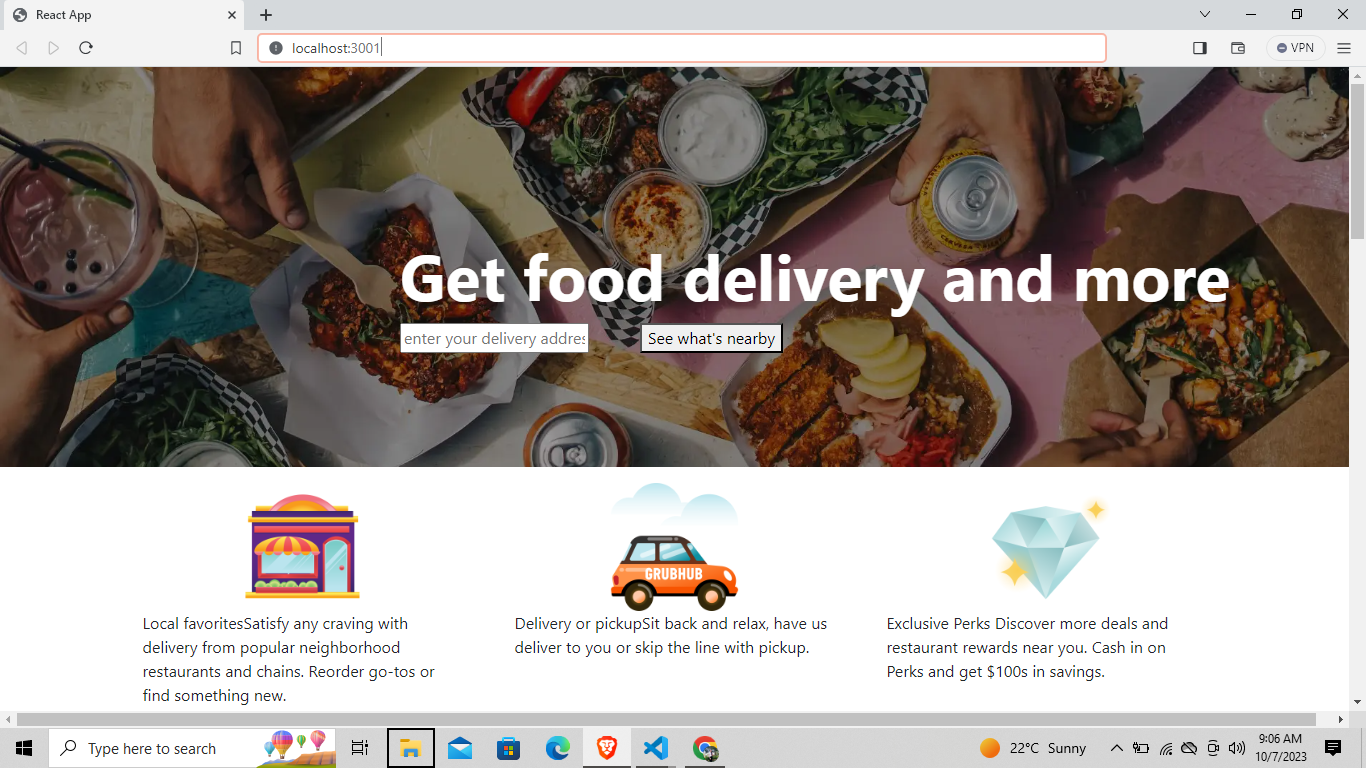 React App
localhost:3001
VPN
CERVEZA
Get food delivery and more
enter your delivery addres
See what's nearby
GRUBHUB
Local favoritesSatisfy any craving with
delivery from popular neighborhood
restaurants and chains. Reorder go-tos or
find something new.
Delivery or pickupSit back and relax, have us
deliver to you or skip the line with pickup.
Exclusive Perks Discover more deals and
restaurant rewards near you. Cash in on
Perks and get $100s in savings.
Type here to search
22°C Sunny
9:06 AM
10/7/2023